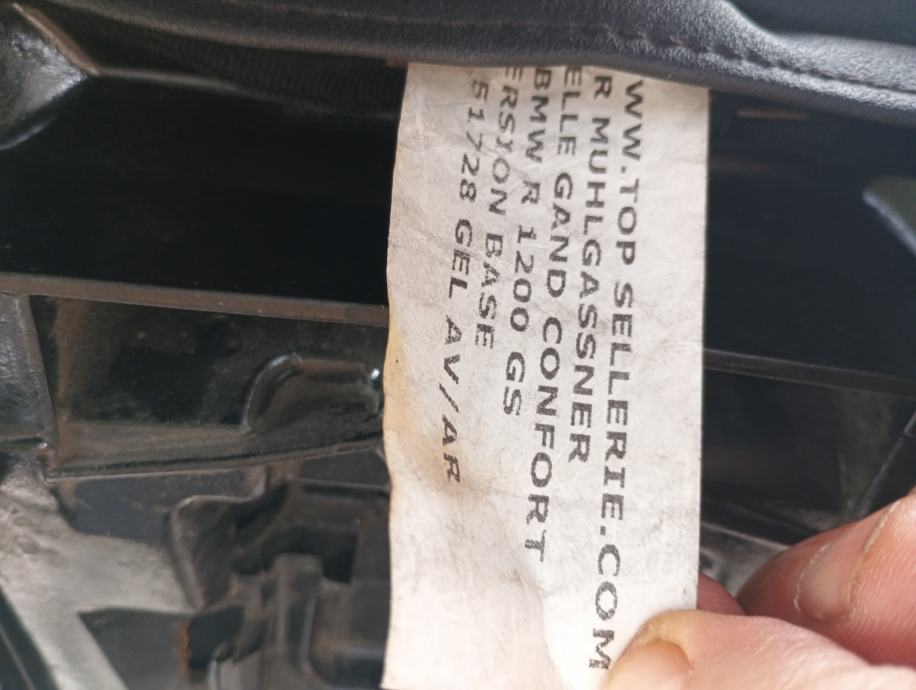 WW.TOP SELLERIE.COM
R MUHLGASSNER
ELLE GAND CONFORT
BMW R 1200 GS
ERSION BASE
51728 GEL AV/AR